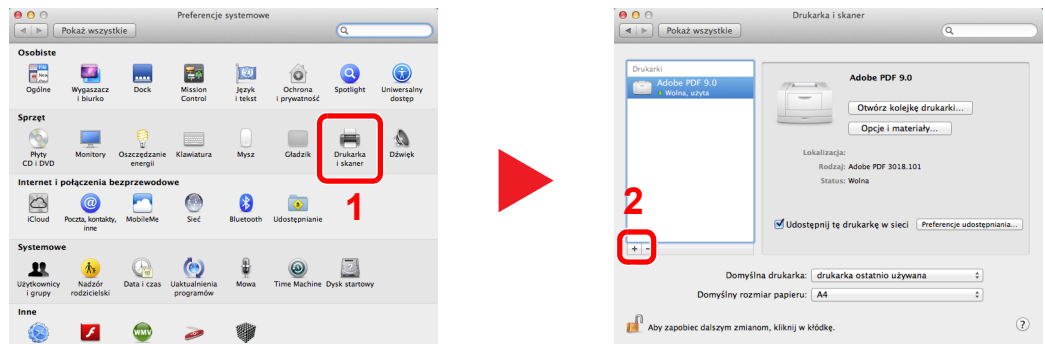 Preferencje systemowe
Pokaż wszystkie
Osobiste
Ogólne
Wygaszacz
i biurko
Dock
Mission
Control
Język
i tekst
Ochrona
i prywatność
Spotlight
Uniwersalny
dostęp
Sprzęt
Płyty
CD i DVD
Monitory
Oszczędzanie
energii
Klawiatura
Mysz
Gładzik
Drukarka
i skaner
Dźwięk
1
Internet i połączenia bezprzewodowe
iCloud
Poczta, kontakty,
inne
MobileMe
Sieć
Bluetooth
Udostępnianie
Systemowe
Użytkownicy
i grupy
Nadzór
rodzicielski
Data i czas
Uaktualnienia
programów
Mowa
Time Machine
Dysk startowy
Inne
WMV
Drukarka i skaner
Pokaż wszystkie
Drukarki
Adobe PDF 9.0
Wolna, użyta
2
+ −
Adobe PDF 9.0
Otwórz kolejkę drukarki...
Opcje i materiały...
Lokalizacja:
Rodzaj: Adobe PDF 3018.101
Status: Wolna
Udostępnij tę drukarkę w sieci
Preferencje udostępniania...
Domyślna drukarka: drukarka ostatnio używana
Domyślny rozmiar papieru: A4
Aby zapobiec dalszym zmianom, kliknij w kłódkę.
?